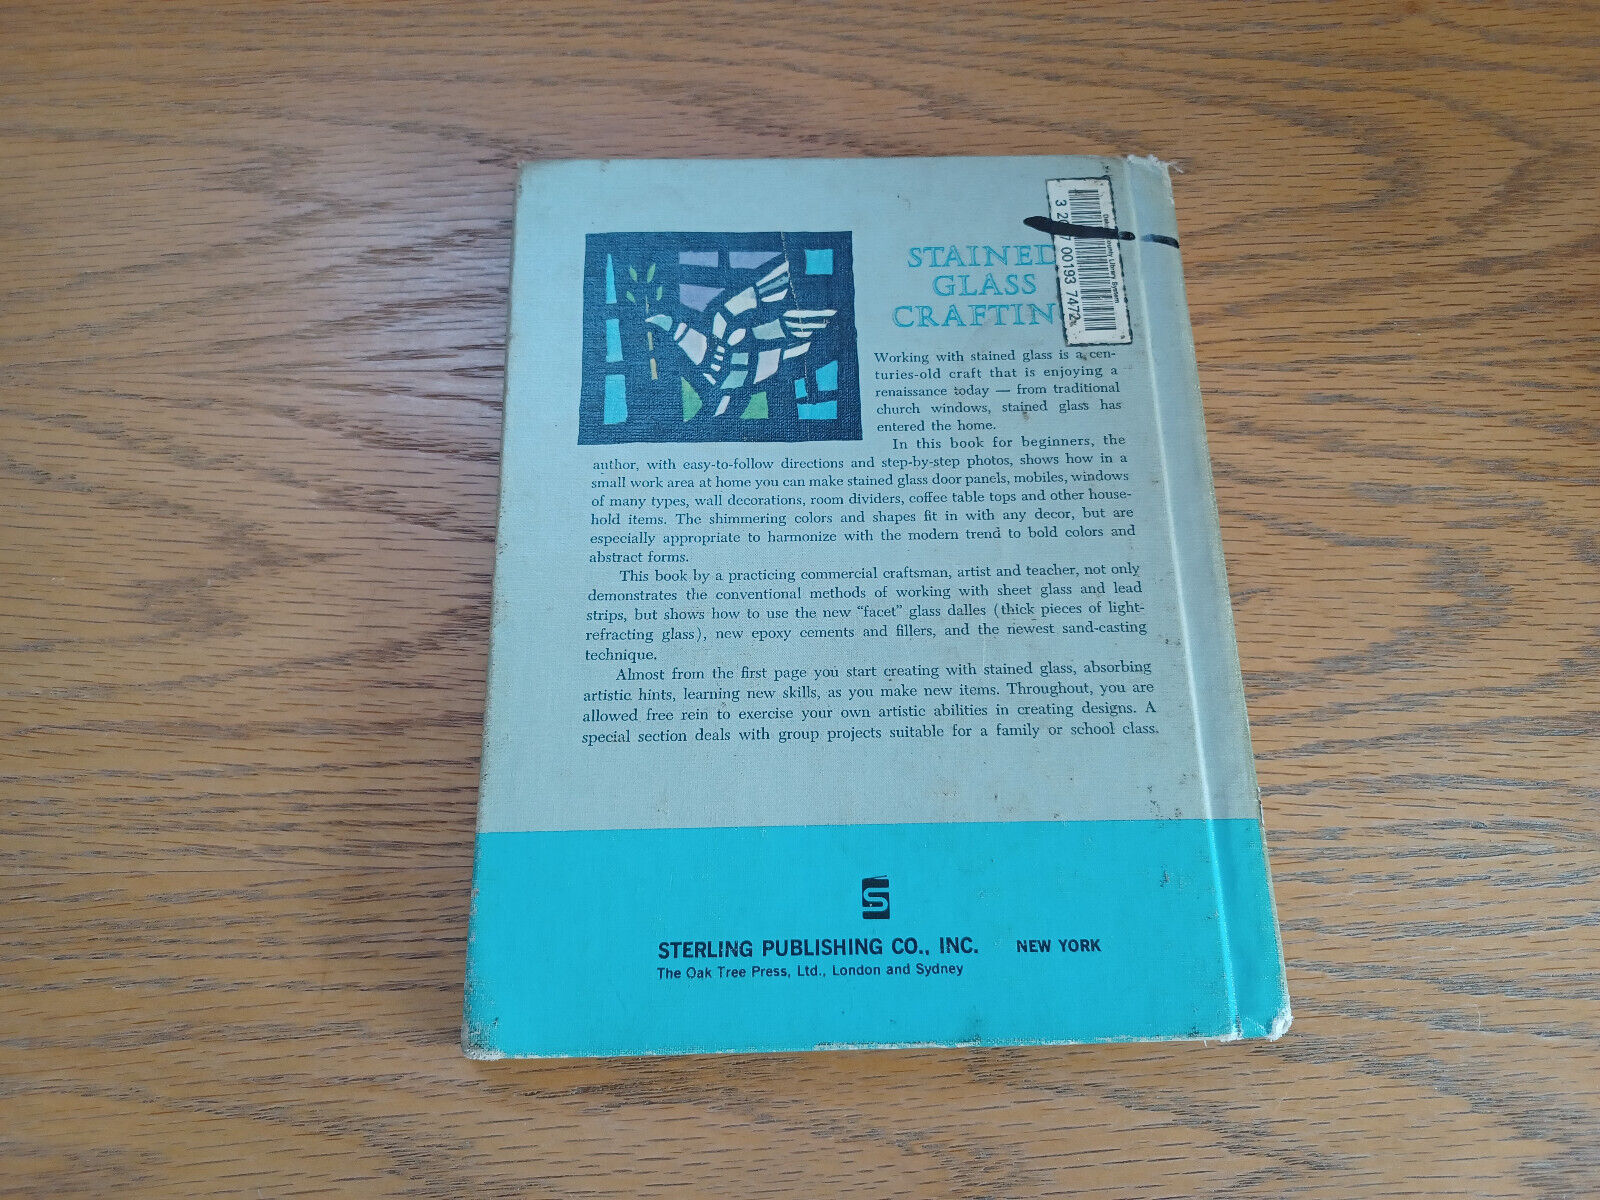 STAINED
GLASS
CRAFTIN
Working with stained glass is a cen-
turies-old craft that is enjoying a
renaissance today — from traditional
church windows, stained glass has
entered the home.
In this book for beginners, the
author, with easy-to-follow directions and step-by-step photos, shows how in a
small work area at home you can make stained glass door panels, mobiles, windows
of many types, wall decorations, room dividers, coffee table tops and other house-
hold items. The shimmering colors and shapes fit in with any decor, but are
especially appropriate to harmonize with the modern trend to bold colors and
abstract forms.
This book by a practicing commercial craftsman, artist and teacher, not only
demonstrates the conventional methods of working with sheet glass and lead
strips, but shows how to use the new "facet" glass dalles (thick pieces of light-
refracting glass), new epoxy cements and fillers, and the newest sand-casting
technique.
Almost from the first page you start creating with stained glass, absorbing
artistic hints, learning new skills, as you make new items. Throughout, you are
allowed free rein to exercise your own artistic abilities in creating designs. A
special section deals with group projects suitable for a family or school class.
Library System
00193 7472
S
STERLING PUBLISHING CO., INC. NEW YORK
The Oak Tree Press, Ltd., London and Sydney